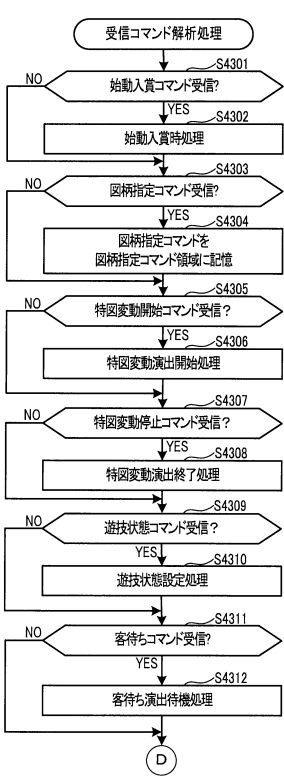 受信コマンド解析処理
S4301
始動入賞コマンド受信?
NO
YES
S4302
始動入賞時処理
S4303
図柄指定コマンド受信?
NO
YES
S4304
図柄指定コマンドを
図柄指定コマンド領域に記憶
S4305
特図変動開始コマンド受信？
NO
YES
S4306
特図変動演出開始処理
S4307
特図変動停止コマンド受信？
NO
YES
S4308
特図変動演出終了処理
S4309
遊技状態コマンド受信？
NO
YES
S4310
遊技状態設定処理
S4311
客待ちコマンド受信?
NO
YES
S4312
客待ち演出待機処理
D